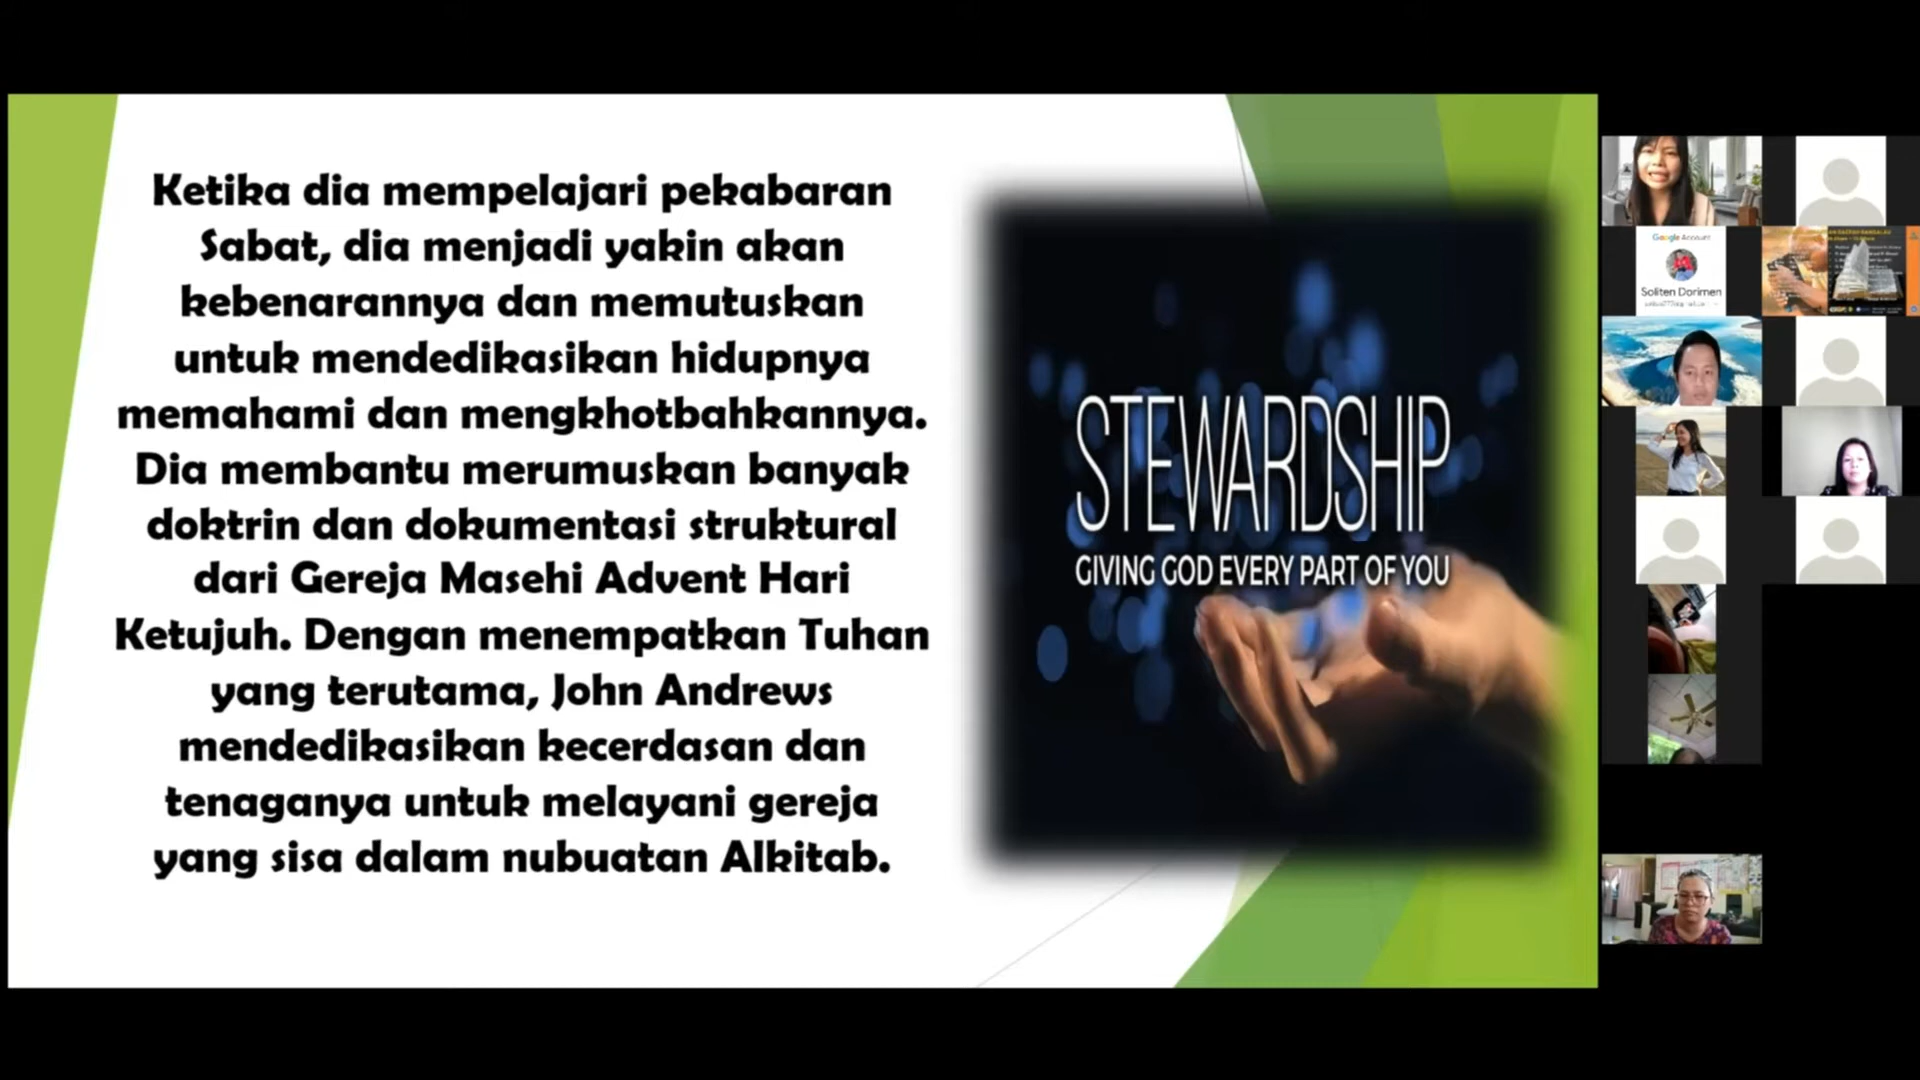 Ketika dia mempelajari pekabaran
Sabat, dia menjadi yakin akan
kebenarannya dan memutuskan
untuk mendedikasikan hidupnya
memahami dan mengkhotbahkannya.
Dia membantu merumuskan banyak
doktrin dan dokumentasi struktural
dari Gereja Masehi Advent Hari
Ketujuh. Dengan menempatkan Tuhan
yang terutama, John Andrews
mendedikasikan kecerdasan dan
tenaganya untuk melayani gereja
yang sisa dalam nubuatan Alkitab.
STEWARDSHIP
GIVING GOD EVERY PART OF YOU
Google Account
Soliten Dorimen